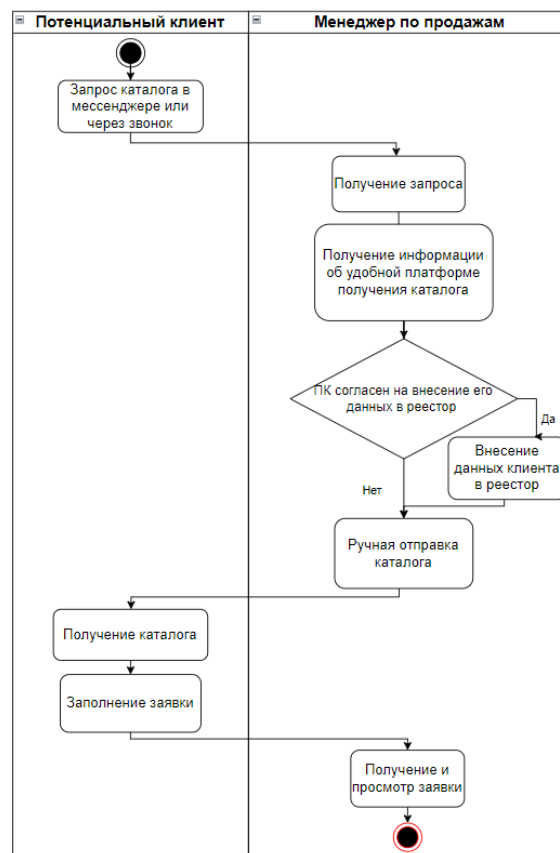 Потенциальный клиент
Менеджер по продажам
Запрос каталога в
мессенджере или
через звонок
Получение запроса
Получение информации
об удобной платформе
получения каталога
ПК согласен на внесение его
данных в реестор
Да
Внесение
данных клиента
в реестор
Нет
Ручная отправка
каталога
Получение каталога
Заполнение заявки
Получение и
просмотр заявки